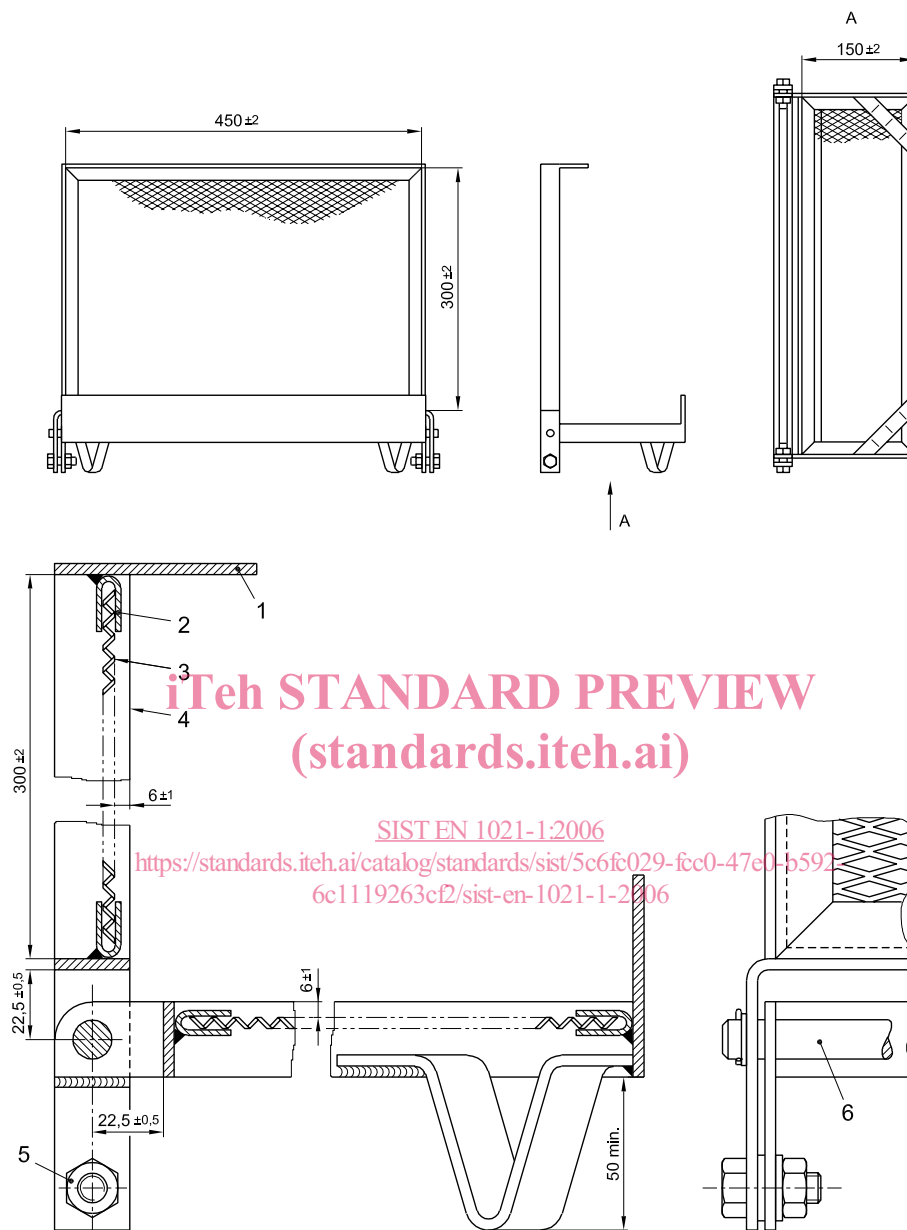 A
150 ±2
450 ±2
300 ±2
A
1
2
3
4
300 ±2
6 ±1
iTeh STANDARD PREVIEW
(standards.iteh.ai)
SIST EN 1021-1:2006
https://standards.iteh.ai/catalog/standards/sist/5c6fc029-fcc0-47e0-b592-
6c1119263cf2/sist-en-1021-1-2006
6 ±1
22,5 ±0,5
22,5 ±0,5
50 min.
5
6